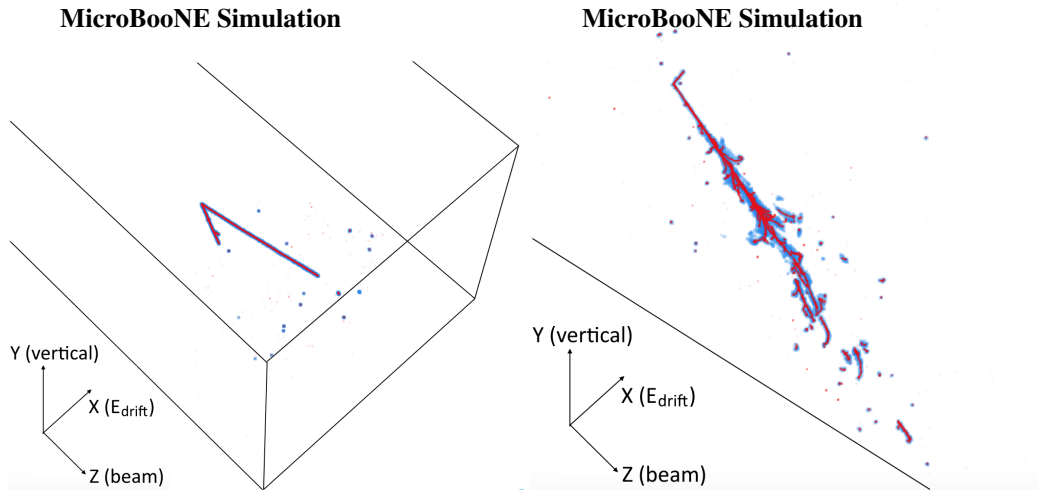 MicroBooNE Simulation
Y (vertical)
X (E_drift)
Z (beam)
MicroBooNE Simulation
Y (vertical)
X (E_drift)
Z (beam)